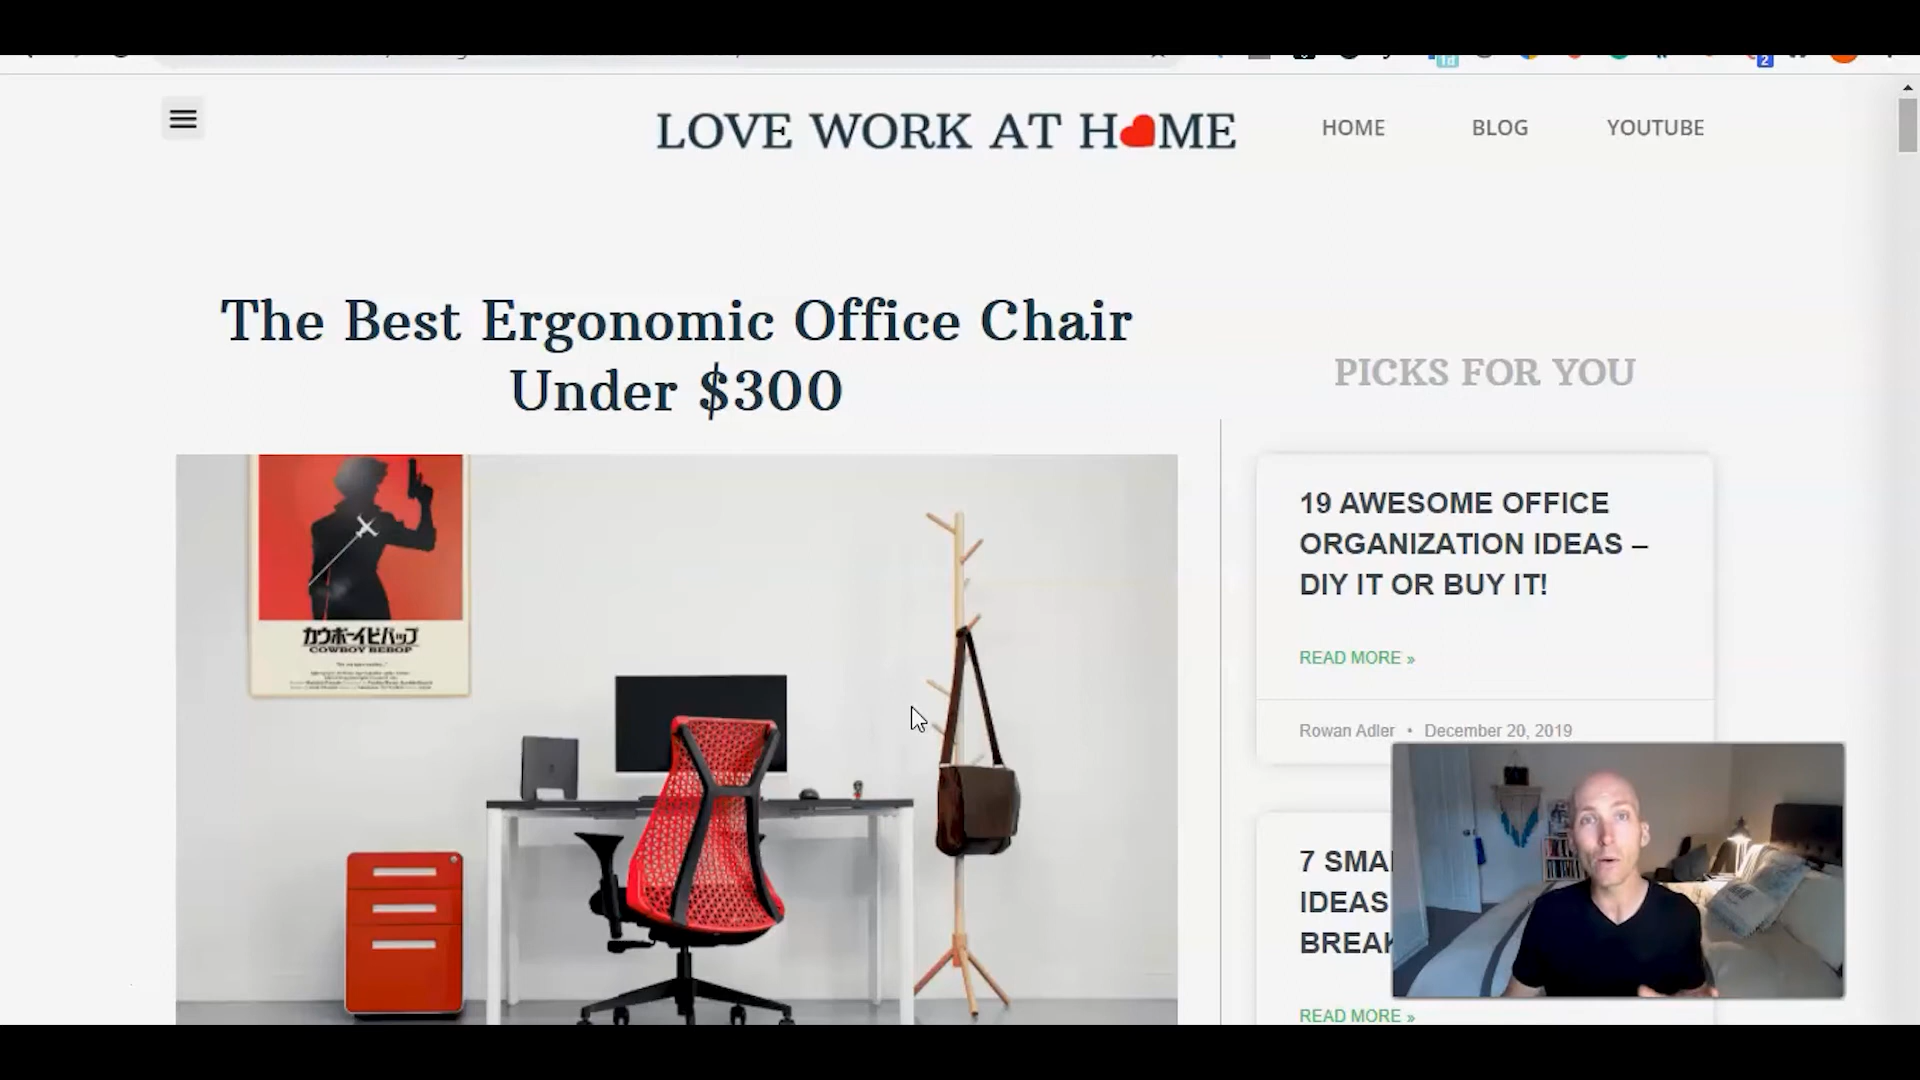 LOVE WORK AT HOME
HOME
BLOG
YOUTUBE
The Best Ergonomic Office Chair
Under $300
カウボーイビバップ
COWBOY BEBOP
PICKS FOR YOU
19 AWESOME OFFICE
ORGANIZATION IDEAS –
DIY IT OR BUY IT!
READ MORE »
Rowan Adler • December 20, 2019
7 SMA
IDEAS
BREAK
READ MORE »
1d
2